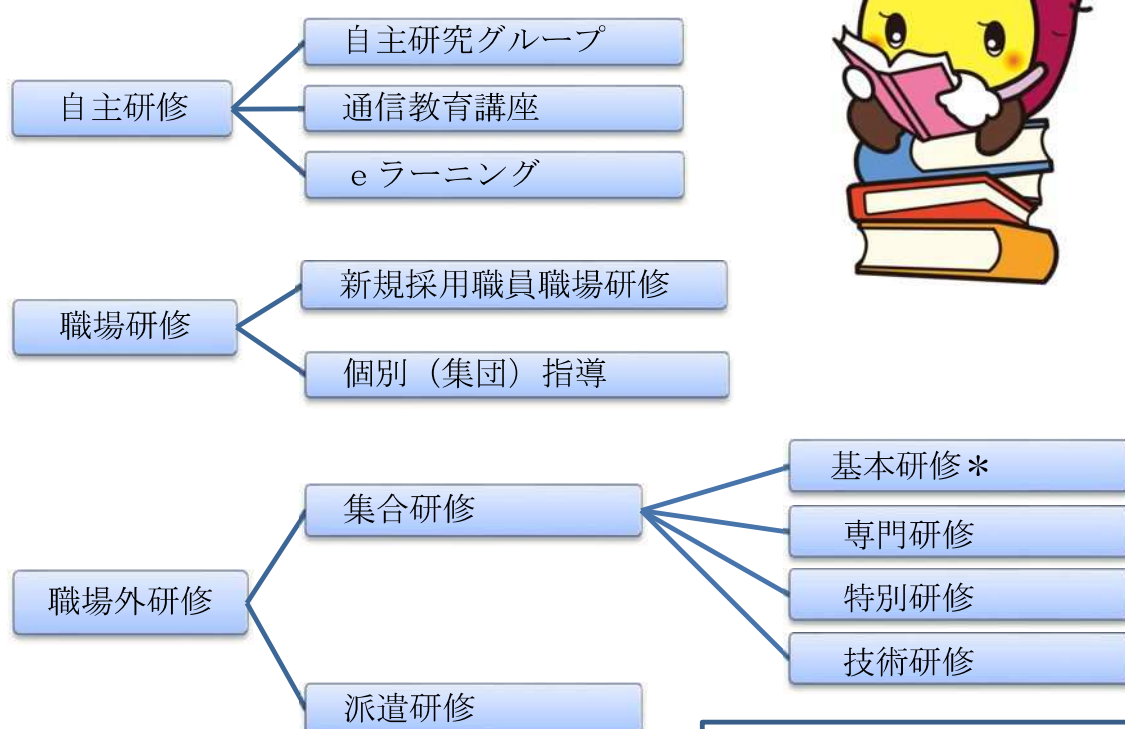 自主研修
自主研究グループ
通信教育講座
eラーニング
職場研修
新規採用職員職場研修
個別（集団）指導
職場外研修
集合研修
基本研修＊
専門研修
特別研修
技術研修
派遣研修